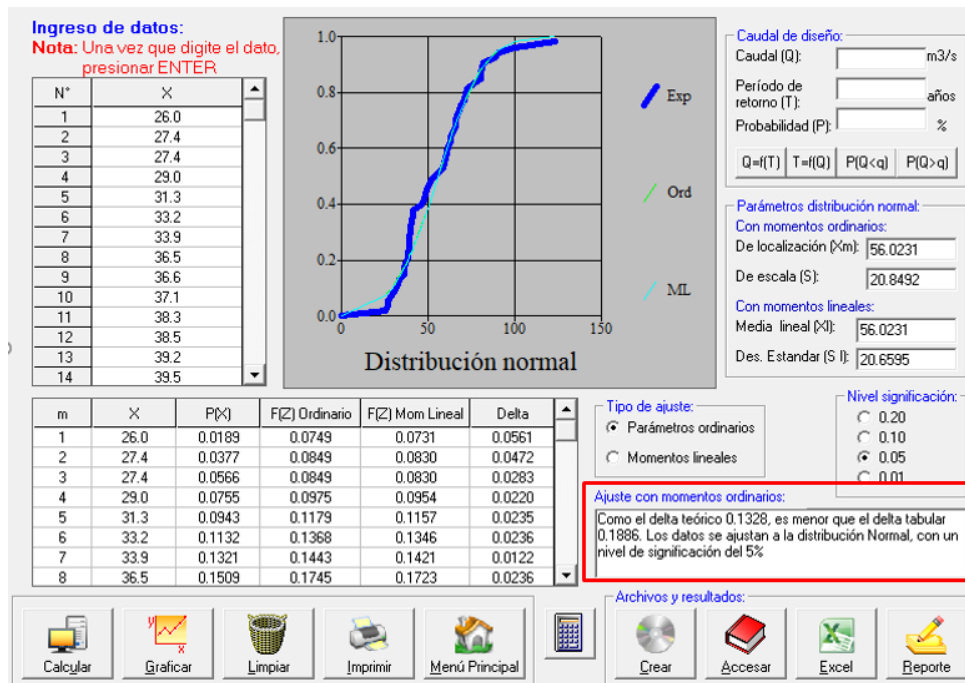 Ingreso de datos:
Nota: Una vez que digite el dato,
presionar ENTER
N° X
1 26.0
2 27.4
3 27.4
4 29.0
5 31.3
6 33.2
7 33.9
8 36.5
9 36.6
10 37.1
11 38.3
12 38.5
13 39.2
14 39.5
1.0
0.8
0.6
0.4
0.2
0.0
0 50 100 150
Exp
Ord
ML
Distribución normal
Caudal de diseño:
Caudal (Q): m3/s
Período de
retorno (T): años
Probabilidad (P): %
Q=f(T) T=f(Q) P(Q<q) P(Q>q)
Parámetros distribución normal:
Con momentos ordinarios:
De localización (Xm): 56.0231
De escala (S): 20.8492
Con momentos lineales:
Media lineal (Xl): 56.0231
Des. Estandar (S l): 20.6595
m X P(X) F(Z) Ordinario F(Z) Mom Lineal Delta
1 26.0 0.0189 0.0749 0.0731 0.0561
2 27.4 0.0377 0.0849 0.0830 0.0472
3 27.4 0.0566 0.0849 0.0830 0.0283
4 29.0 0.0755 0.0975 0.0954 0.0220
5 31.3 0.0943 0.1179 0.1157 0.0235
6 33.2 0.1132 0.1368 0.1346 0.0236
7 33.9 0.1321 0.1443 0.1421 0.0122
8 36.5 0.1509 0.1745 0.1723 0.0236
Tipo de ajuste:
Parámetros ordinarios
Momentos lineales
Nivel significación:
0.20
0.10
0.05
0.01
Ajuste con momentos ordinarios:
Como el delta teórico 0.1328, es menor que el delta tabular
0.1886. Los datos se ajustan a la distribución Normal, con un
nivel de significación del 5%
Archivos y resultados:
Calcular Graficar Limpiar Imprimir Menú Principal Crear Accesar Excel Reporte